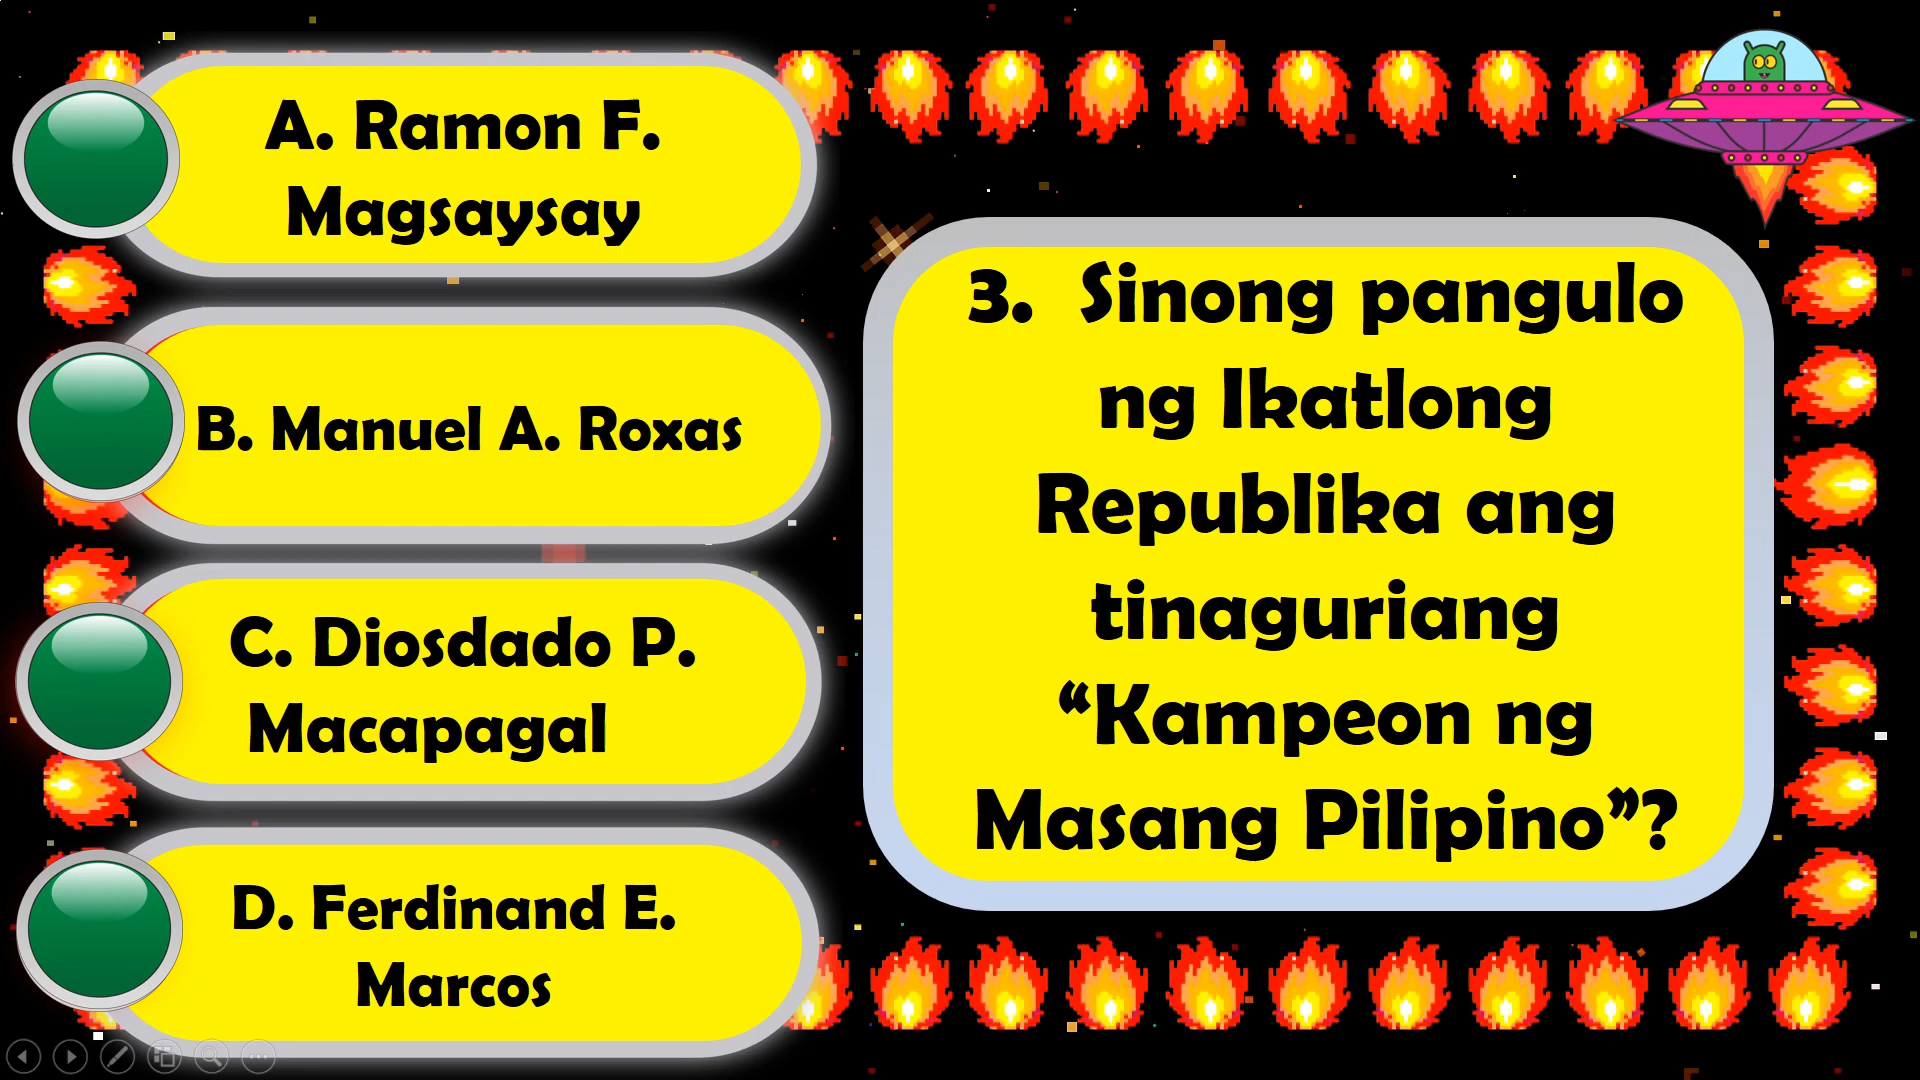 A. Ramon F.
Magsaysay
B. Manuel A. Roxas
C. Diosdado P.
Macapagal
D. Ferdinand E.
Marcos
3. Sinong pangulo
ng Ikatlong
Republika ang
tinaguriang
“Kampeon ng
Masang Pilipino”?